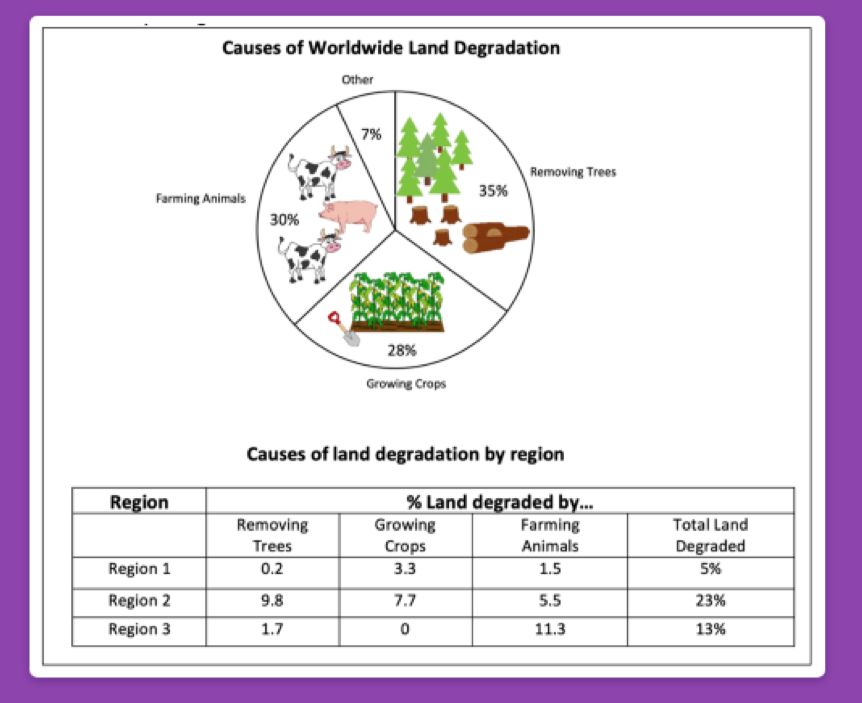 Causes of Worldwide Land Degradation
Other
7%
Removing Trees
35%
Farming Animals
30%
28%
Growing Crops
Causes of land degradation by region
Region % Land degraded by...
Removing Trees Growing Crops Farming Animals Total Land Degraded
Region 1 0.2 3.3 1.5 5%
Region 2 9.8 7.7 5.5 23%
Region 3 1.7 0 11.3 13%